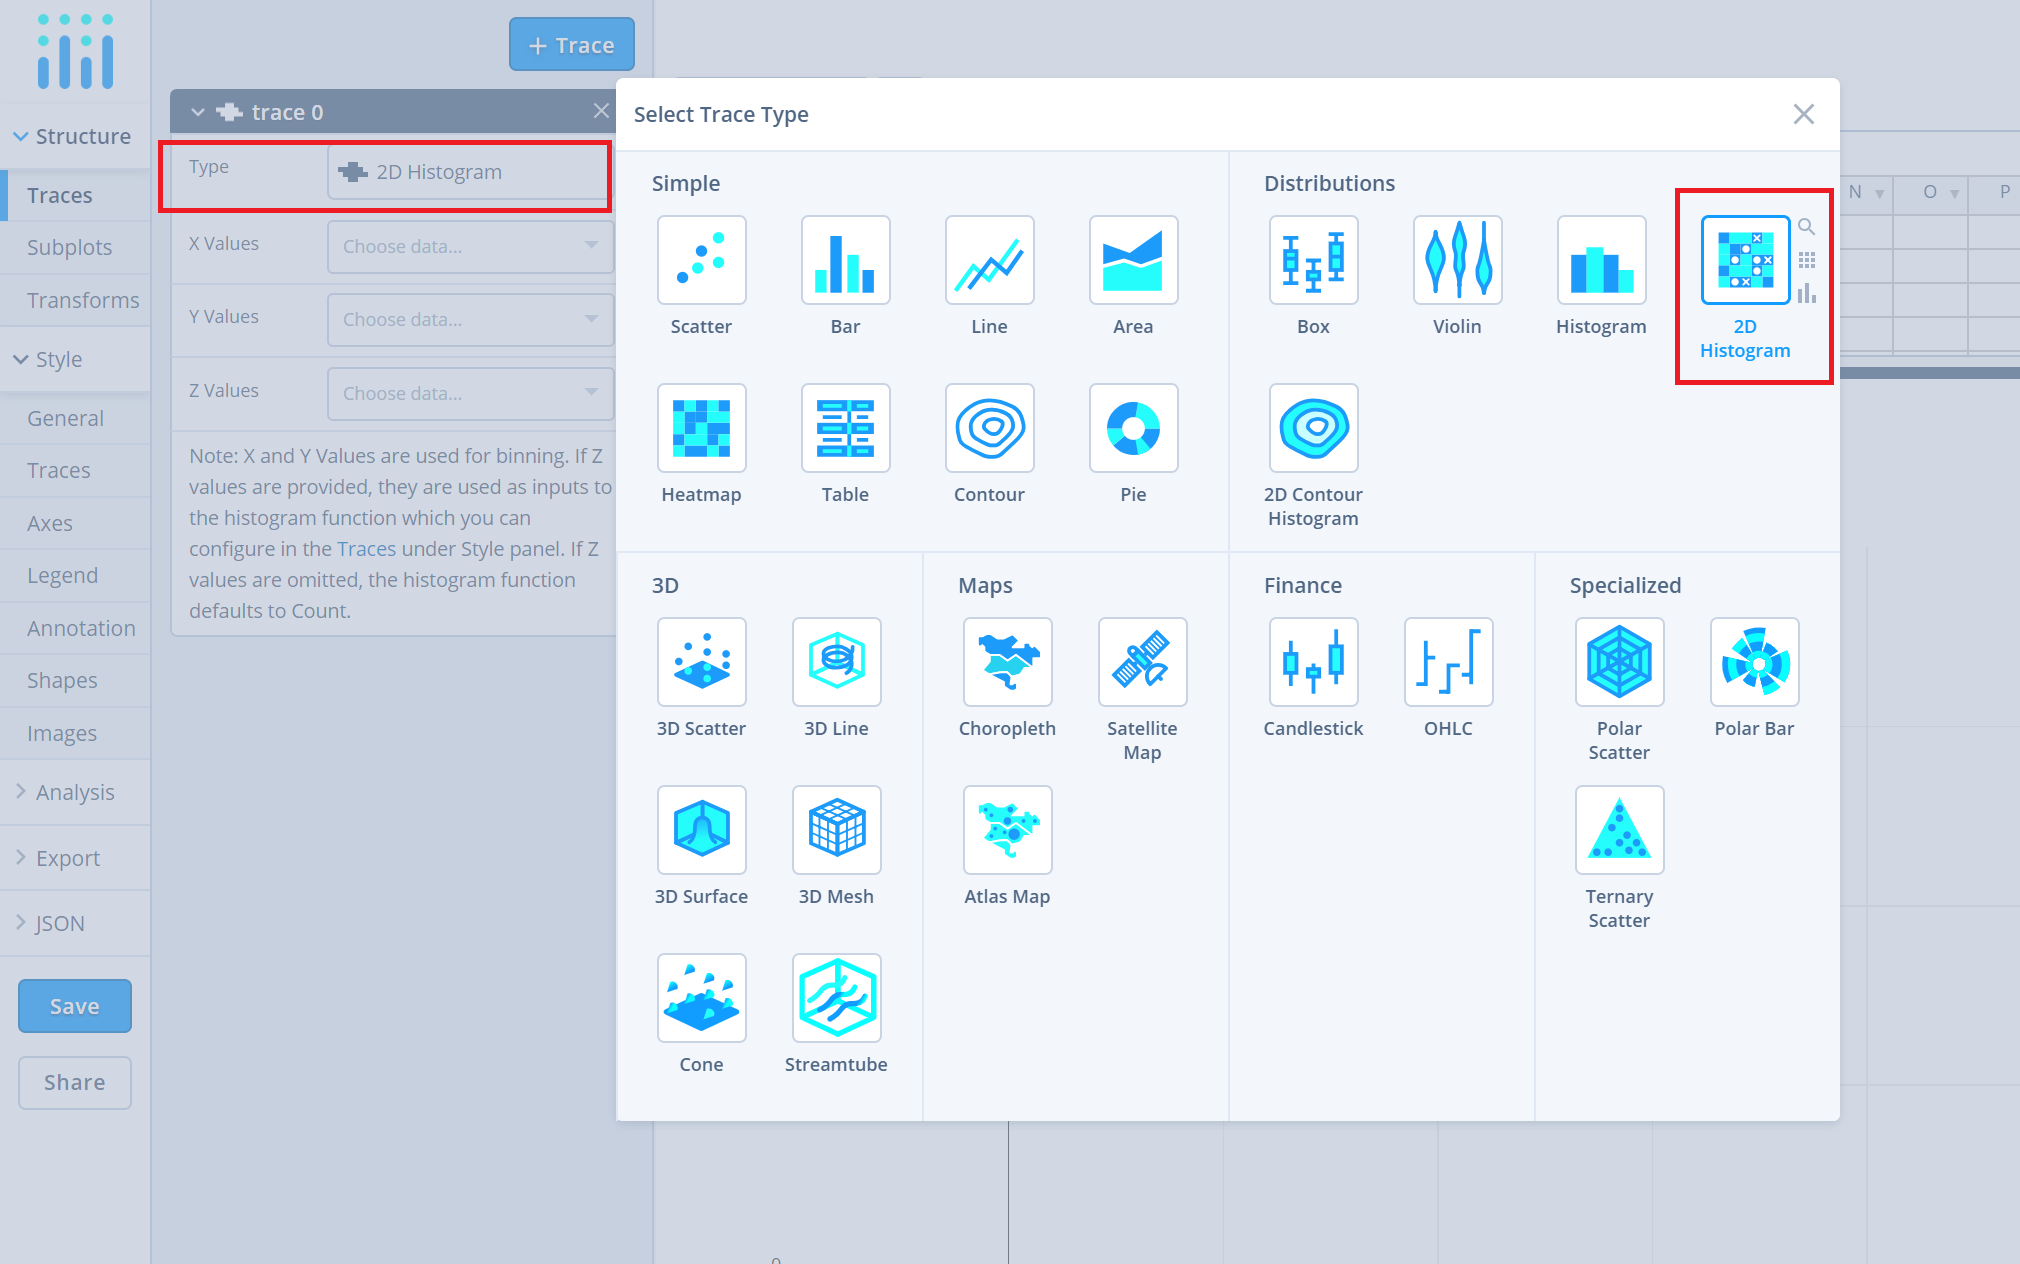 + Trace
trace 0
Structure
Type
2D Histogram
Traces
X Values
Choose data...
Subplots
Y Values
Choose data...
Transforms
Style
Z Values
Choose data...
General
Note: X and Y Values are used for binning. If Z
values are provided, they are used as inputs to
the histogram function which you can
configure in the Traces under Style panel. If Z
values are omitted, the histogram function
defaults to Count.
Traces
Axes
Legend
Annotation
Shapes
Images
Analysis
Export
JSON
Save
Share
Select Trace Type
Simple
Scatter
Bar
Line
Area
Heatmap
Table
Contour
Pie
Distributions
Box
Violin
Histogram
2D
Histogram
2D Contour
Histogram
3D
3D Scatter
3D Line
3D Surface
3D Mesh
Cone
Streamtube
Maps
Choropleth
Satellite
Map
Atlas Map
Finance
Candlestick
OHLC
Specialized
Polar
Scatter
Polar Bar
Ternary
Scatter
N
O
P